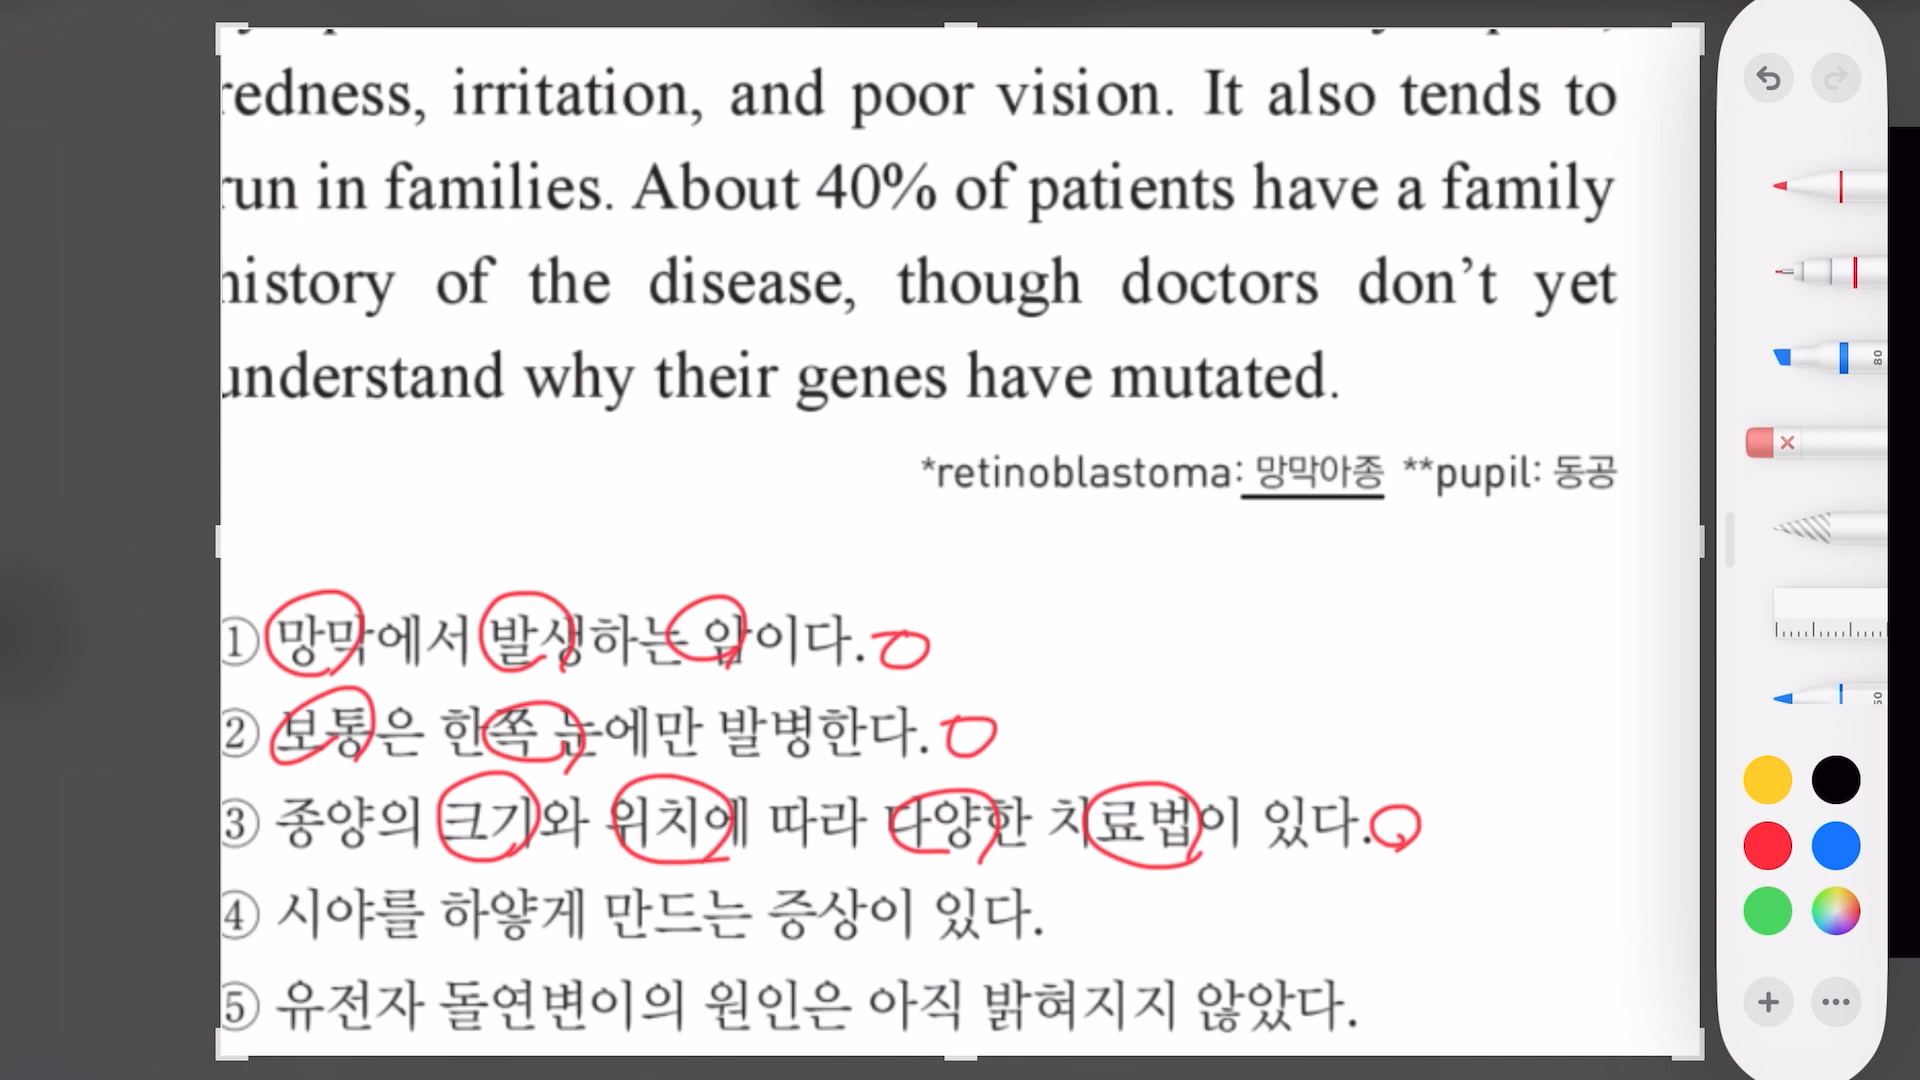 redness, irritation, and poor vision. It also tends to
run in families. About 40% of patients have a family
history of the disease, though doctors don't yet
understand why their genes have mutated.
*retinoblastoma: 망막아종 **pupil: 동공
① 망막에서 발생하는 암이다.
② 보통은 한쪽 눈에만 발병한다.
③ 종양의 크기와 위치에 따라 다양한 치료법이 있다.
④ 시야를 하얗게 만드는 증상이 있다.
⑤ 유전자 돌연변이의 원인은 아직 밝혀지지 않았다.
80
50